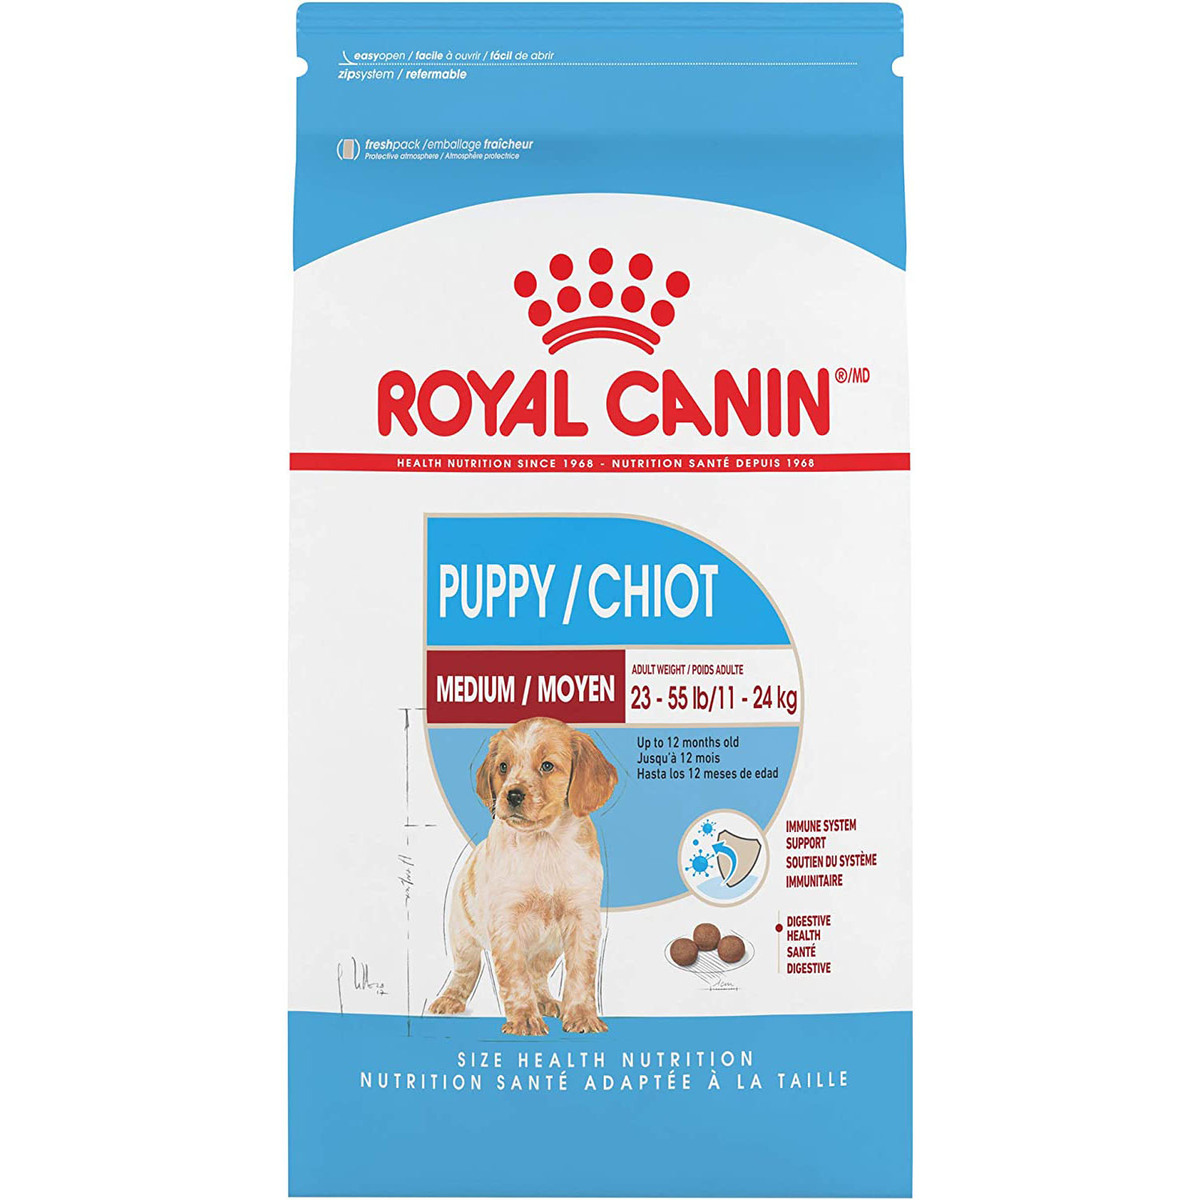 easyopen / facile à ouvrir / fácil de abrir
zipsystem / refermable
freshpack /emballage fraîcheur
Protective atmosphere / Atmosphère protectrice
ROYAL CANIN®/MD
HEALTH NUTRITION SINCE 1968 - NUTRITION SANTÉ DEPUIS 1968
PUPPY / CHIOT
MEDIUM / MOYEN
ADULT WEIGHT / POIDS ADULTE
23 - 55 lb/11 - 24 kg
Up to 12 months old
Jusqu'à 12 mois
Hasta los 12 meses de edad
IMMUNE SYSTEM
SUPPORT
SOUTIEN DU SYSTÈME
IMMUNITAIRE
DIGESTIVE
HEALTH
SANTÉ
DIGESTIVE
1cm
SIZE HEALTH NUTRITION
NUTRITION SANTÉ ADAPTÉE À LA TAILLE